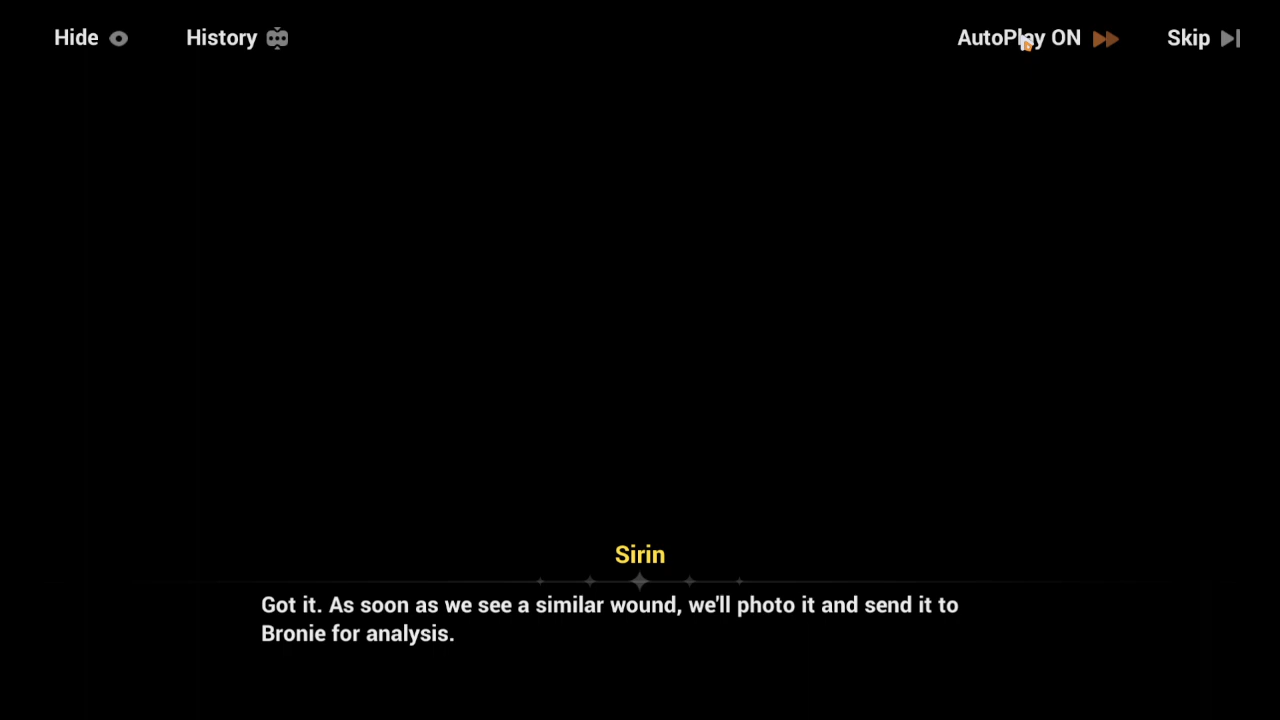 Hide
History
AutoPlay ON
Skip
Sirin
Got it. As soon as we see a similar wound, we'll photo it and send it to
Bronie for analysis.